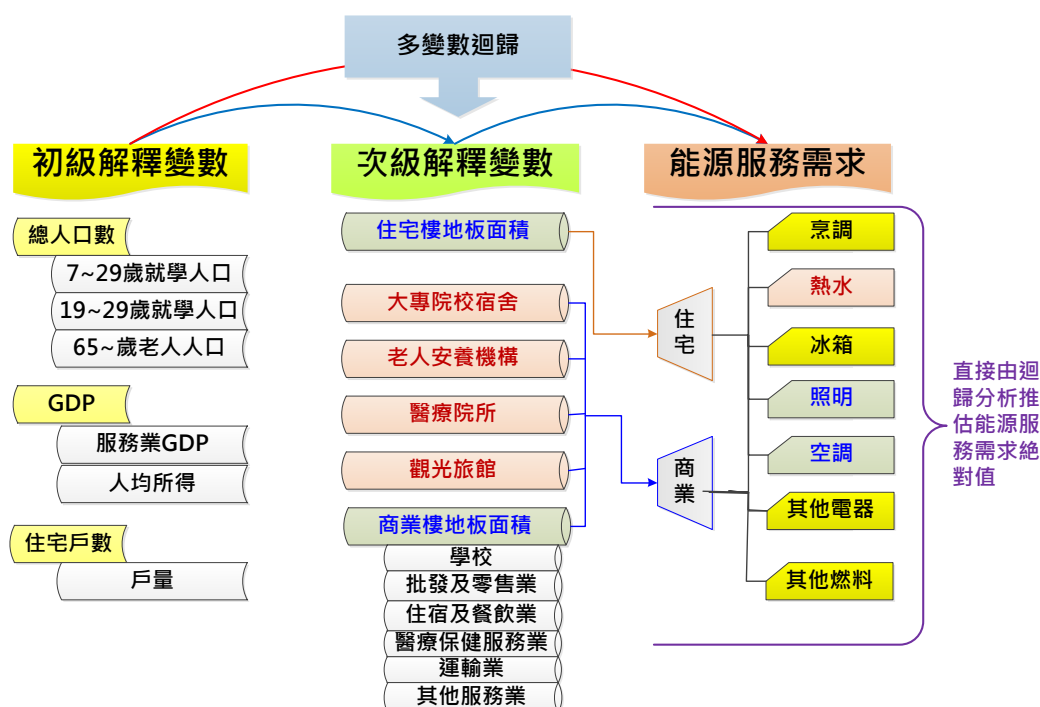 多變數迴歸
初級解釋變數
總人口數
7~29歲就學人口
19~29歲就學人口
65~歲老人人口
GDP
服務業GDP
人均所得
住宅戶數
戶量
次級解釋變數
住宅樓地板面積
大專院校宿舍
老人安養機構
醫療院所
觀光旅館
商業樓地板面積
學校
批發及零售業
住宿及餐飲業
醫療保健服務業
運輸業
其他服務業
能源服務需求
住
宅
商
業
烹調
熱水
冰箱
照明
空調
其他電器
其他燃料
直接由迴
歸分析推
估能源服
務需求絕
對值